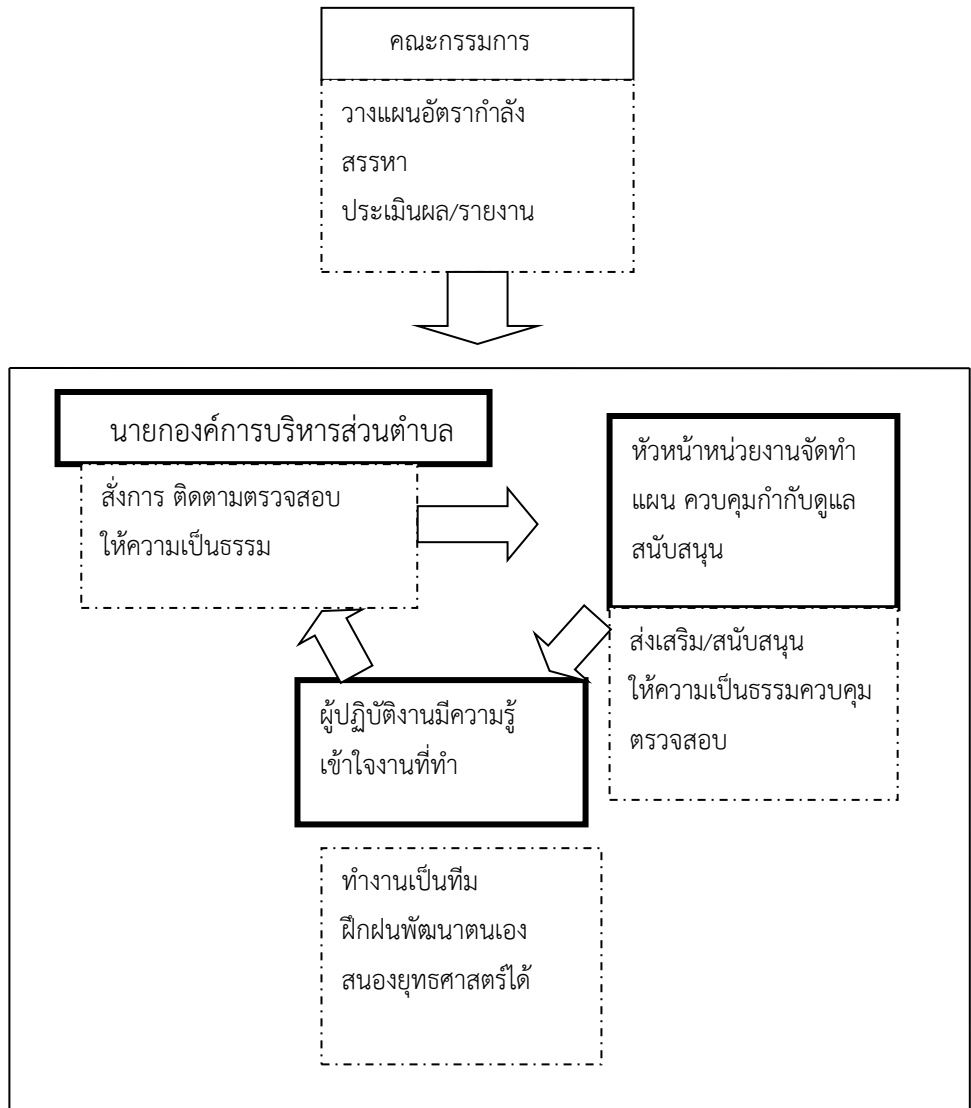 คณะกรรมการ
วางแผนอัตรากำลัง
สรรหา
ประเมินผล/รายงาน
นายกองค์การบริหารส่วนตำบล
สั่งการ ติดตามตรวจสอบ
ให้ความเป็นธรรม
หัวหน้าหน่วยงานจัดทำ
แผน ควบคุมกำกับดูแล
สนับสนุน
ส่งเสริม/สนับสนุน
ให้ความเป็นธรรมควบคุม
ตรวจสอบ
ผู้ปฏิบัติงานมีความรู้
เข้าใจงานที่ทำ
ทำงานเป็นทีม
ฝึกฝนพัฒนาตนเอง
สนองยุทธศาสตร์ได้